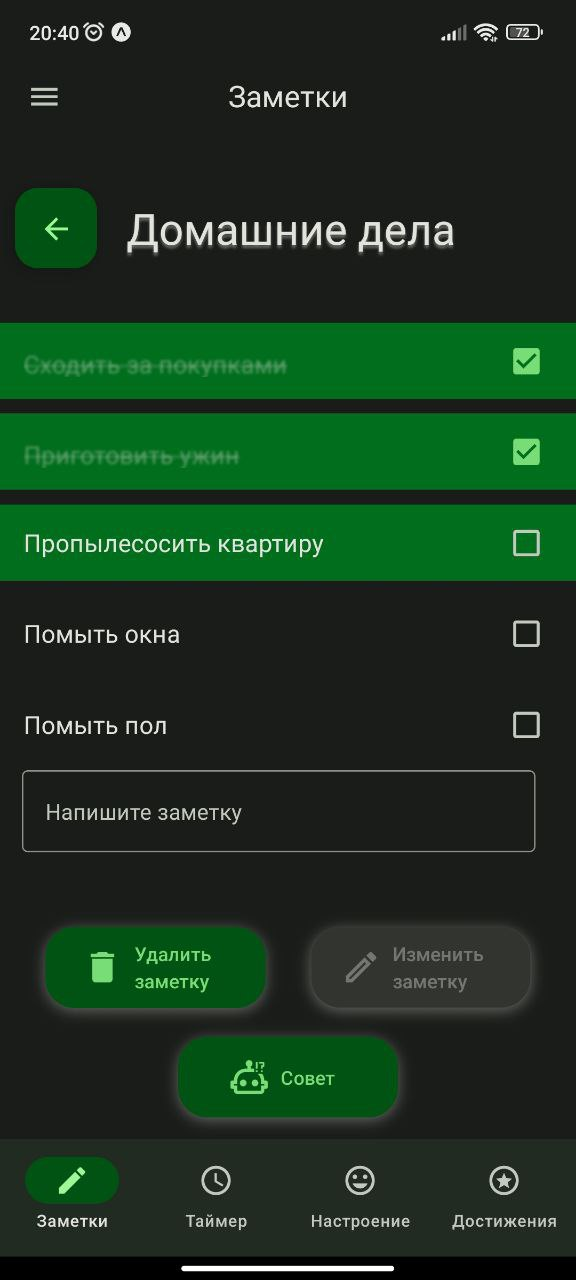 20:40
72
Заметки
Домашние дела
Сходить за покупками
Приготовить ужин
Пропылесосить квартиру
Помыть окна
Помыть пол
Напишите заметку
Удалить
заметку
Изменить
заметку
!?
Совет
Заметки
Таймер
Настроение
Достижения